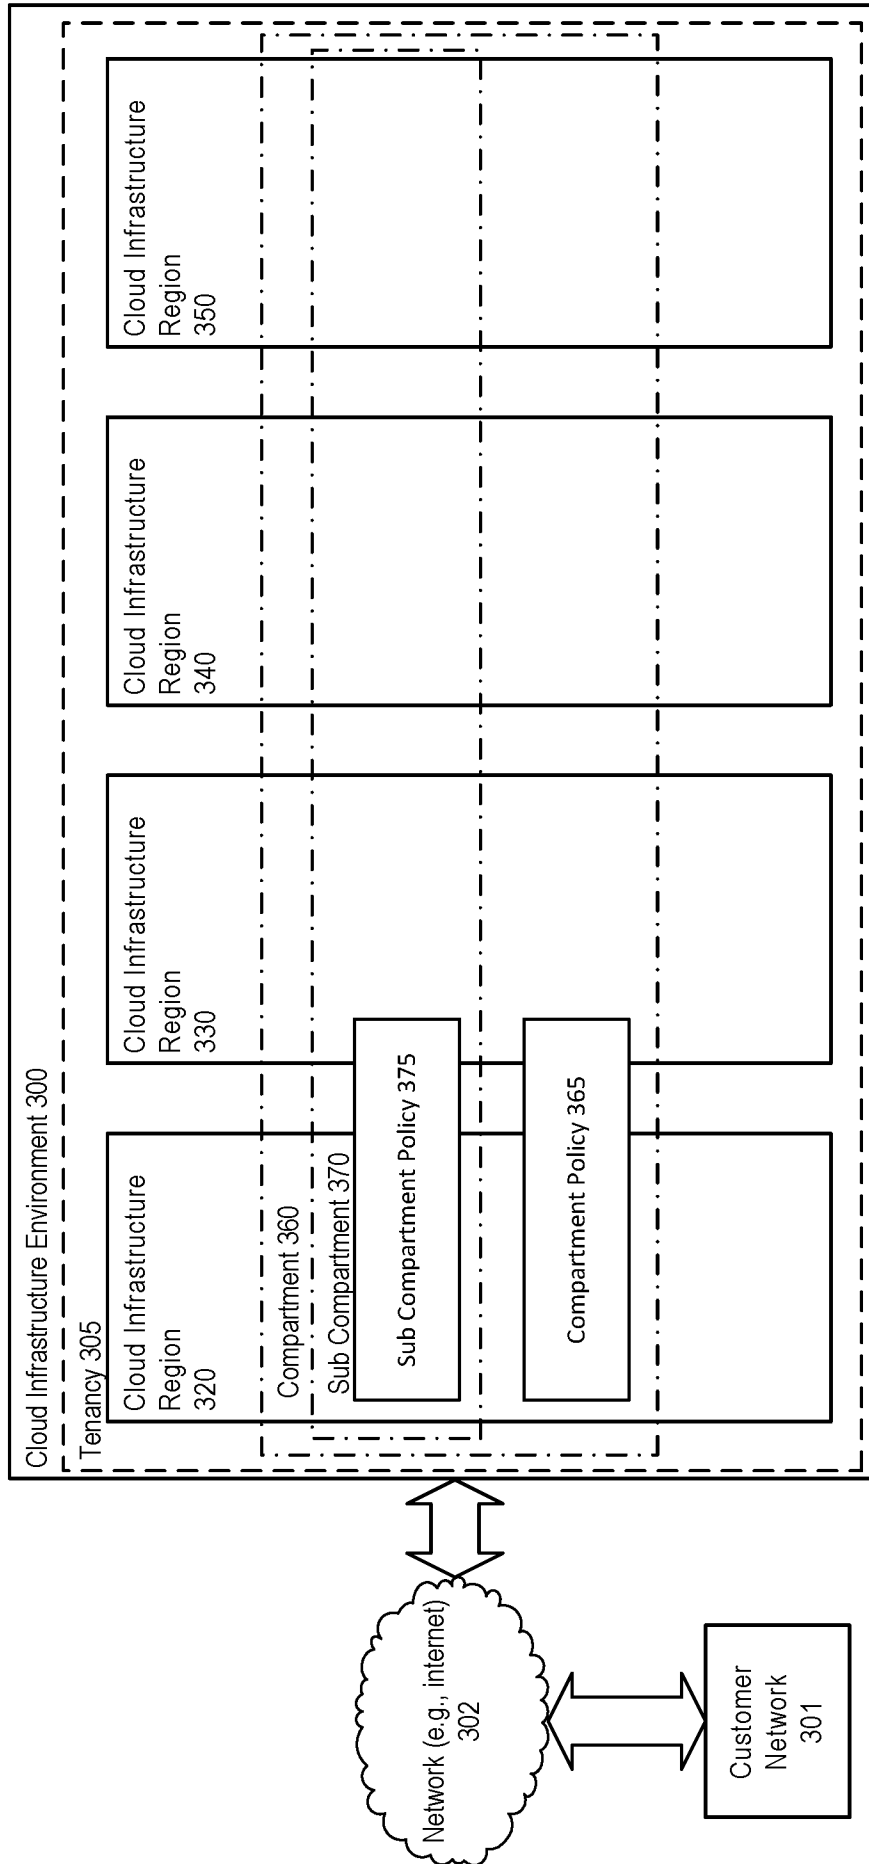 Cloud Infrastructure Environment 300
Tenancy 305
Cloud Infrastructure
Region
320
Cloud Infrastructure
Region
330
Cloud Infrastructure
Region
340
Cloud Infrastructure
Region
350
Compartment 360
Sub Compartment 370
Sub Compartment Policy 375
Compartment Policy 365
Network (e.g., internet)
302
Customer
Network
301